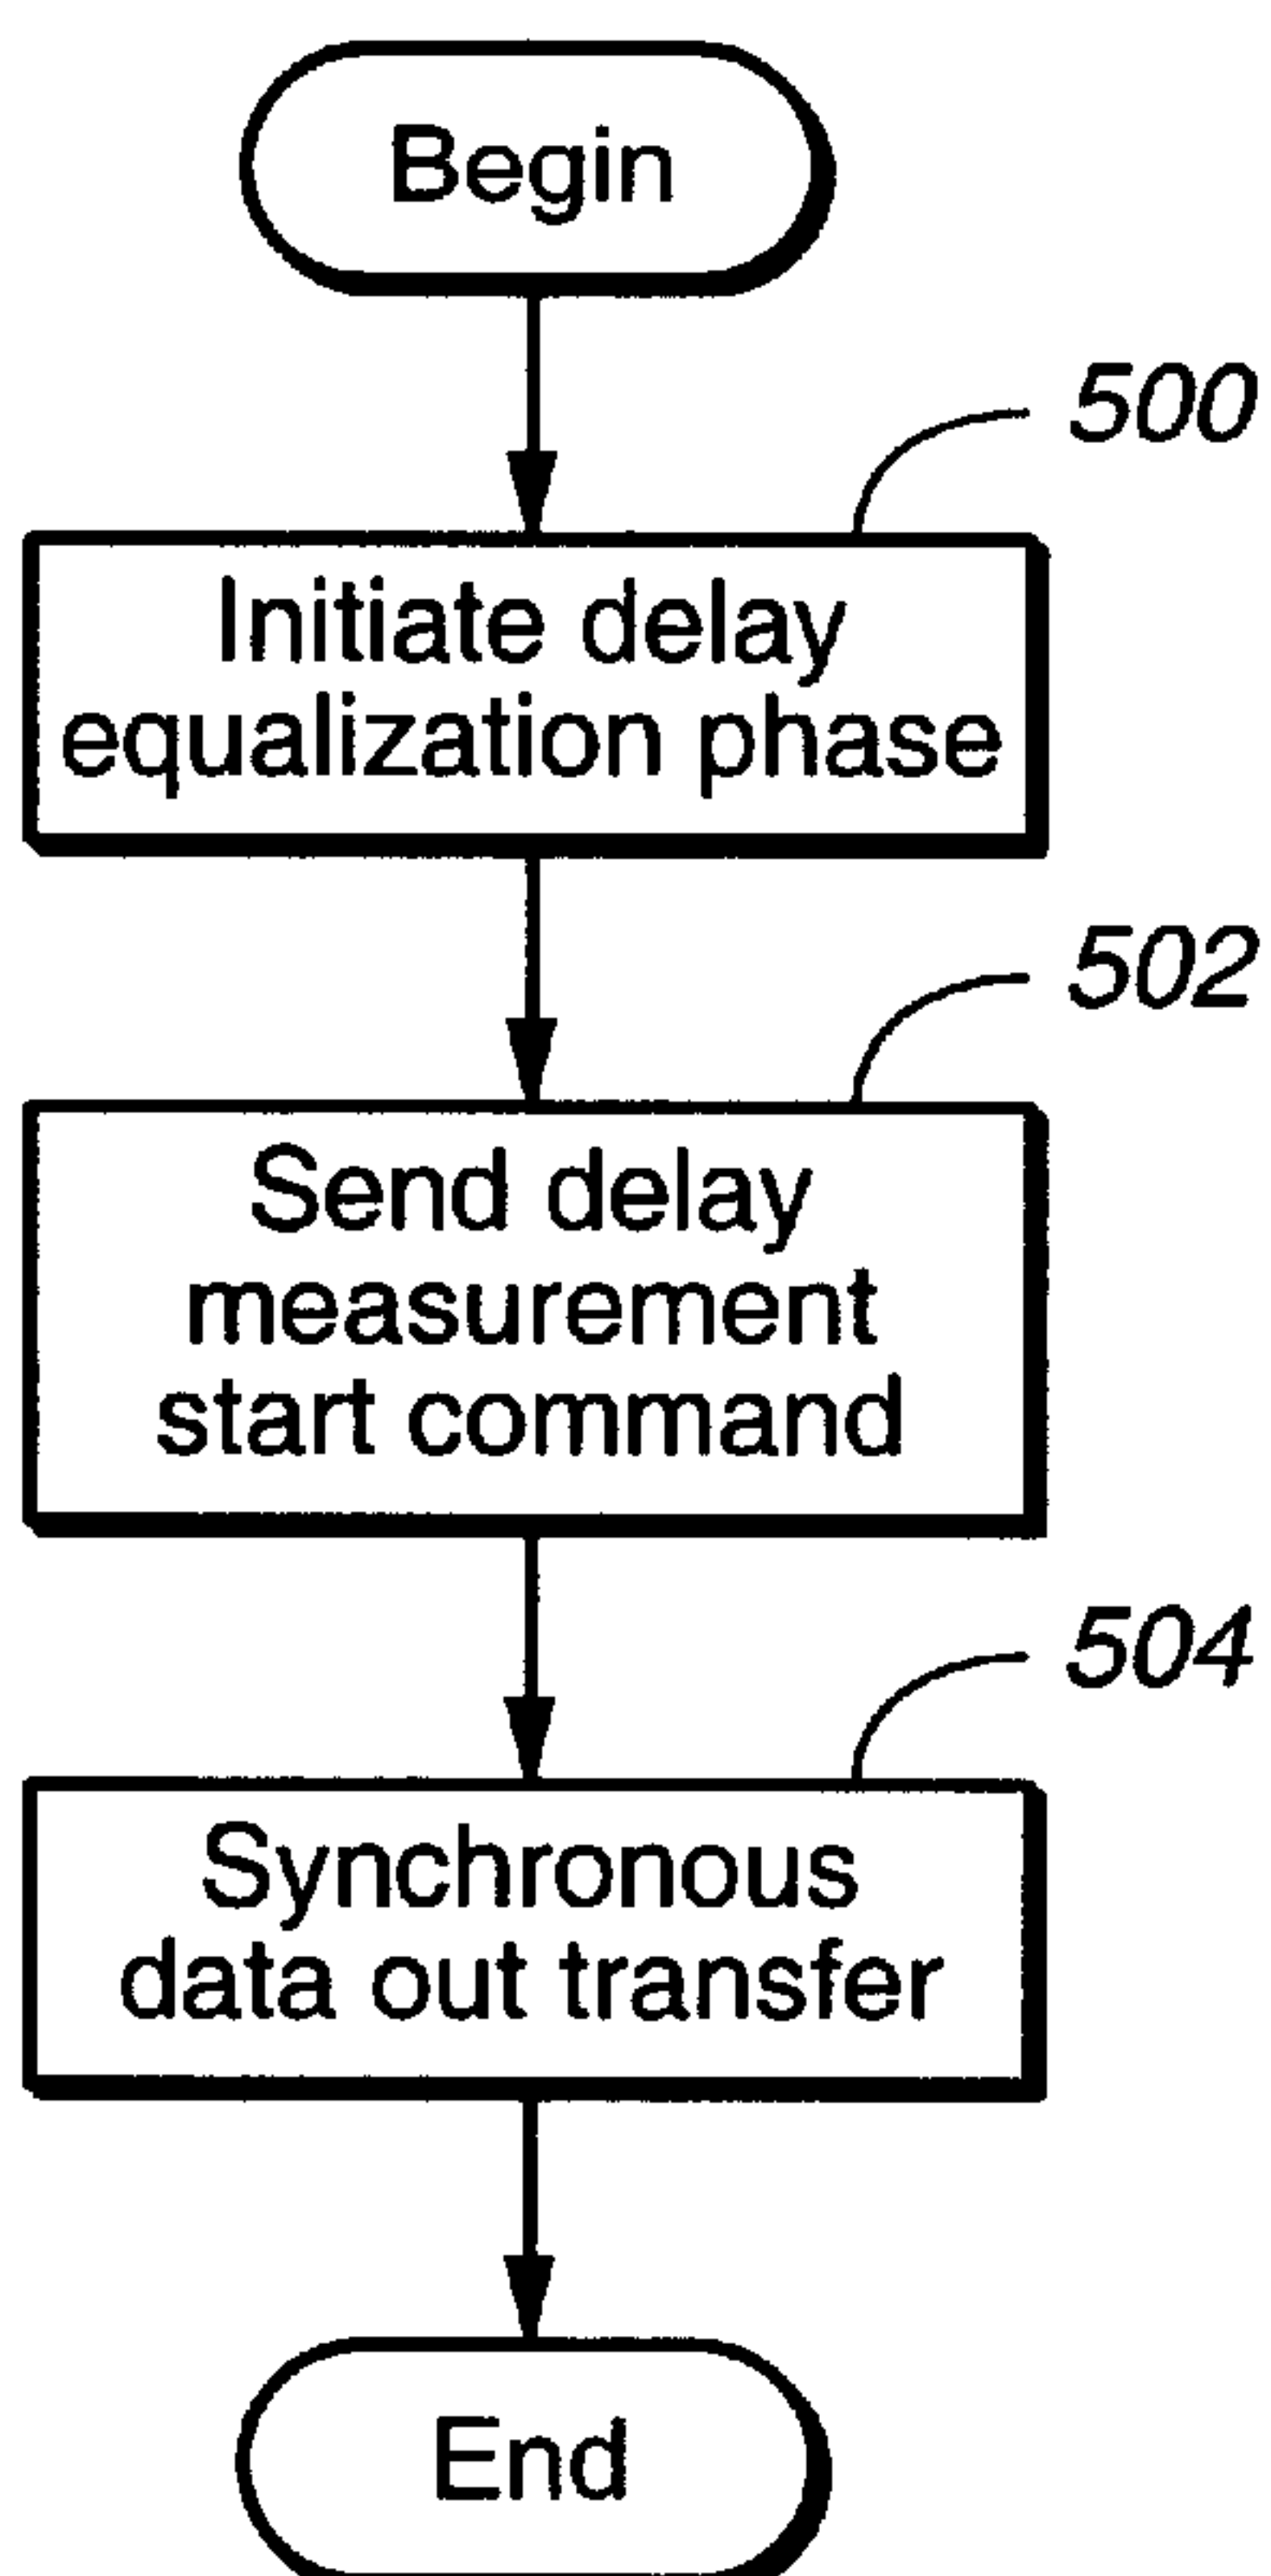 Begin
500
Initiate delay
equalization phase
502
Send delay
measurement
start command
504
Synchronous
data out transfer
End